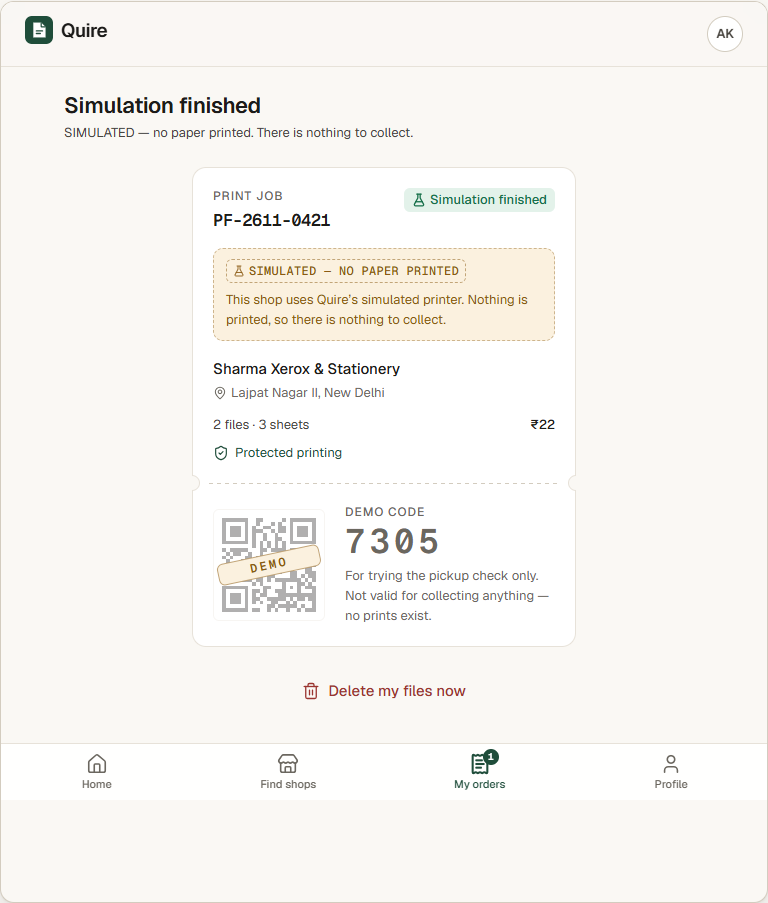 Quire
AK
Simulation finished
SIMULATED — no paper printed. There is nothing to collect.
PRINT JOB
Simulation finished
PF-2611-0421
SIMULATED — NO PAPER PRINTED
This shop uses Quire's simulated printer. Nothing is
printed, so there is nothing to collect.
Sharma Xerox & Stationery
Lajpat Nagar II, New Delhi
2 files · 3 sheets
₹22
Protected printing
DEMO
DEMO CODE
7305
For trying the pickup check only.
Not valid for collecting anything —
no prints exist.
Delete my files now
Home
Find shops
1
My orders
Profile